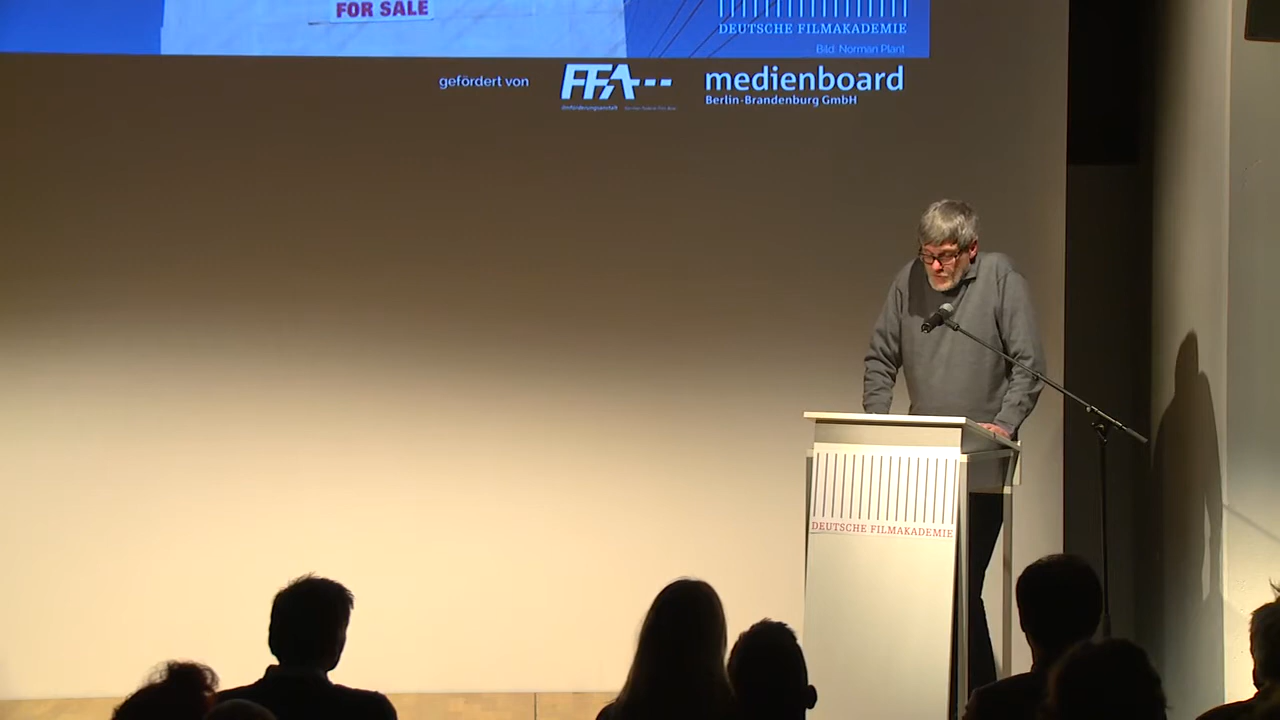 FOR SALE
DEUTSCHE FILMAKADEMIE
Bild: Norman Plant
gefördert von
FFA
medienboard
Berlin-Brandenburg GmbH
DEUTSCHE FILMAKADEMIE